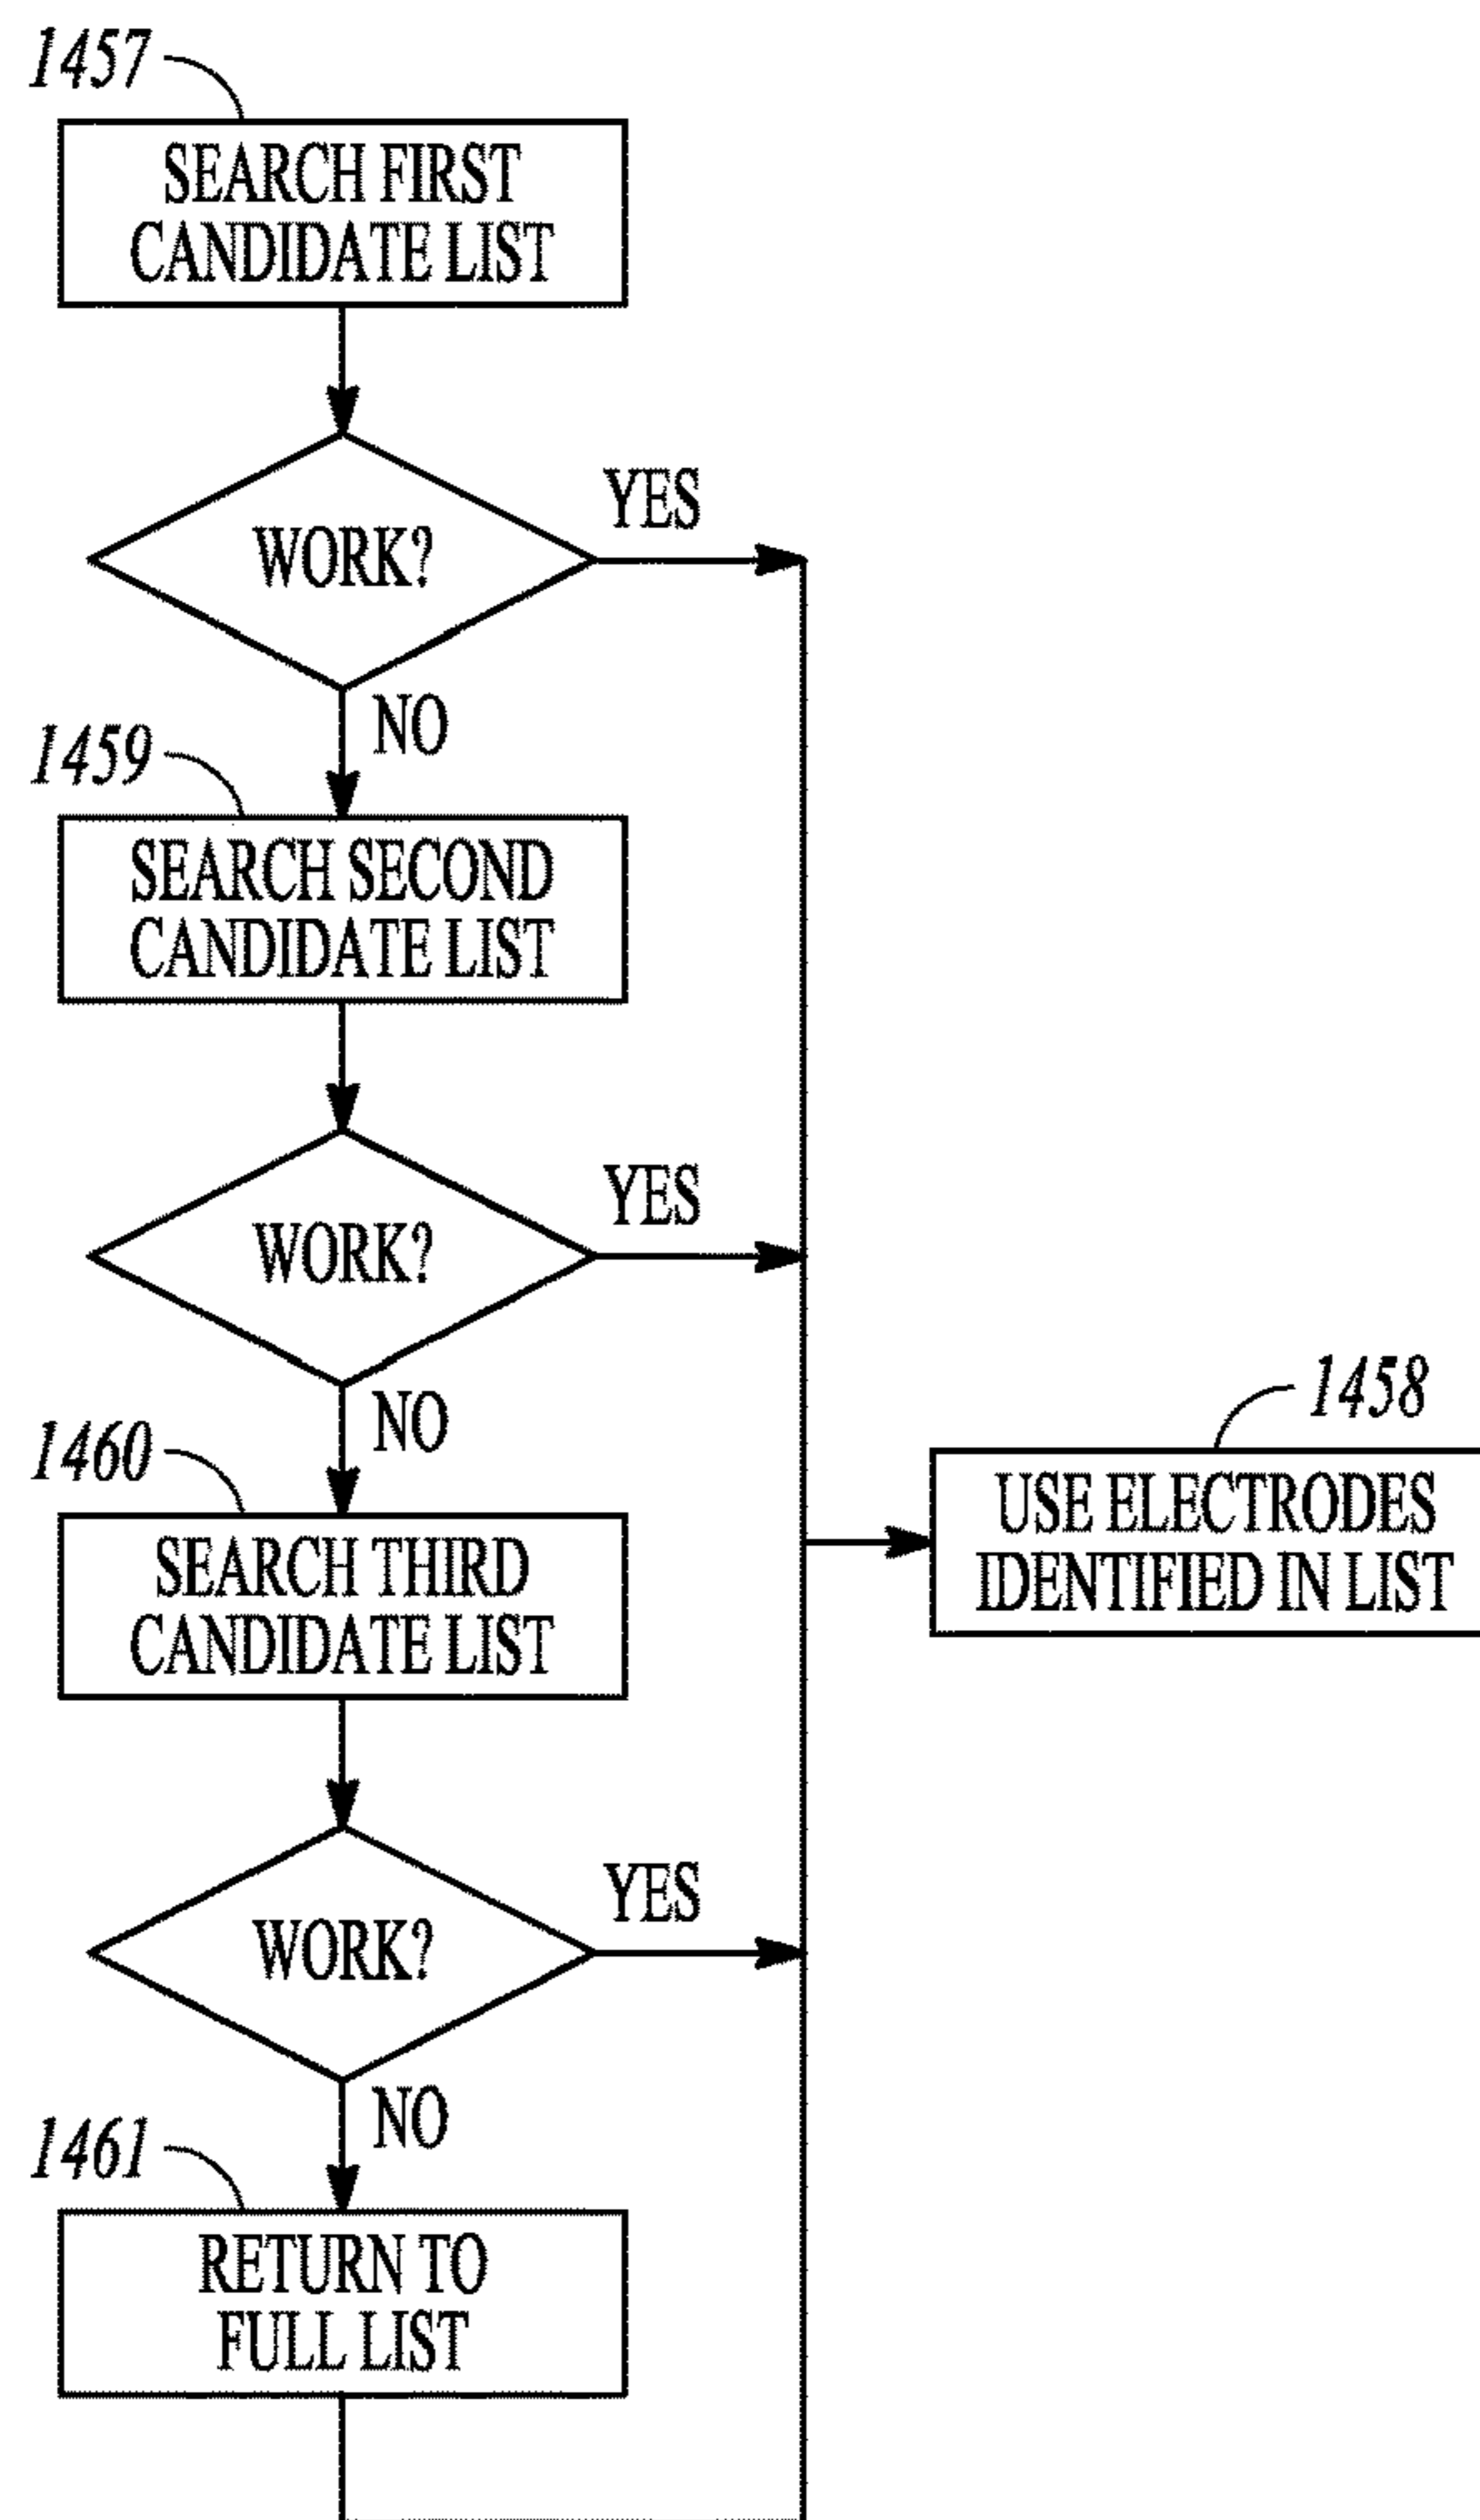 1457
SEARCH FIRST
CANDIDATE LIST
WORK?
YES
NO
1459
SEARCH SECOND
CANDIDATE LIST
WORK?
YES
NO
1458
USE ELECTRODES
IDENTIFIED IN LIST
1460
SEARCH THIRD
CANDIDATE LIST
WORK?
YES
NO
1461
RETURN TO
FULL LIST